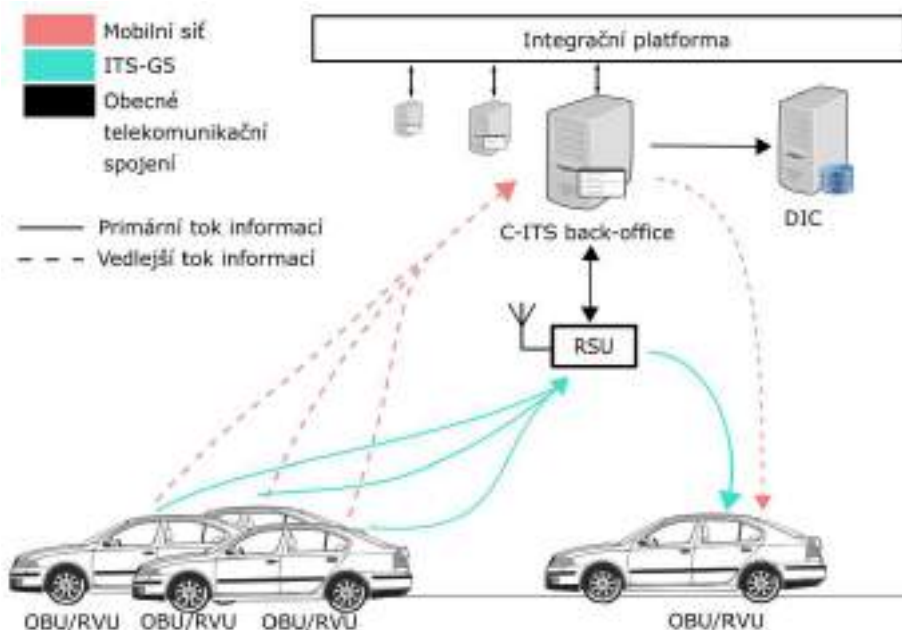 Mobilní síť
ITS-G5
Obecné
telekomunikační
spojení
Primární tok informací
Vedlejší tok informací
Integrační platforma
C-ITS back-office
DIC
RSU
OBU/RVU
OBU/RVU
OBU/RVU
OBU/RVU